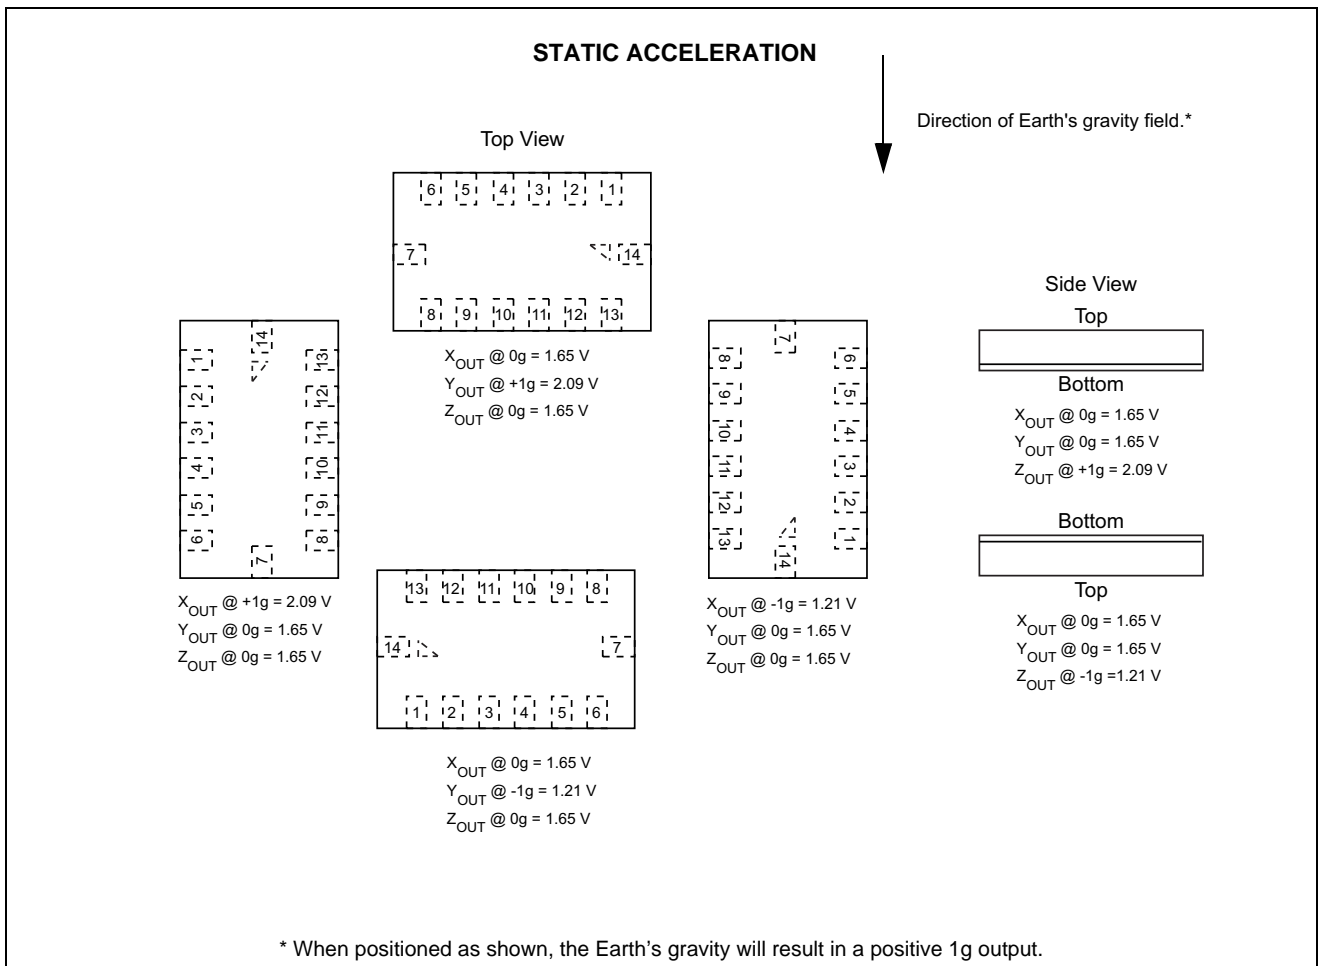 STATIC ACCELERATION
Direction of Earth's gravity field.*
Top View
6 5 4 3 2 1
7 14
8 9 10 11 12 13
XOUT @ 0g = 1.65 V
YOUT @ +1g = 2.09 V
ZOUT @ 0g = 1.65 V
14
1 13
2 12
3 11
4 10
5 9
6 8
7
XOUT @ +1g = 2.09 V
YOUT @ 0g = 1.65 V
ZOUT @ 0g = 1.65 V
13 12 11 10 9 8
14 7
1 2 3 4 5 6
XOUT @ 0g = 1.65 V
YOUT @ -1g = 1.21 V
ZOUT @ 0g = 1.65 V
7
8 6
9 5
10 4
11 3
12 2
13 1
14
XOUT @ -1g = 1.21 V
YOUT @ 0g = 1.65 V
ZOUT @ 0g = 1.65 V
Side View
Top
Bottom
XOUT @ 0g = 1.65 V
YOUT @ 0g = 1.65 V
ZOUT @ +1g = 2.09 V
Bottom
Top
XOUT @ 0g = 1.65 V
YOUT @ 0g = 1.65 V
ZOUT @ -1g =1.21 V
* When positioned as shown, the Earth's gravity will result in a positive 1g output.